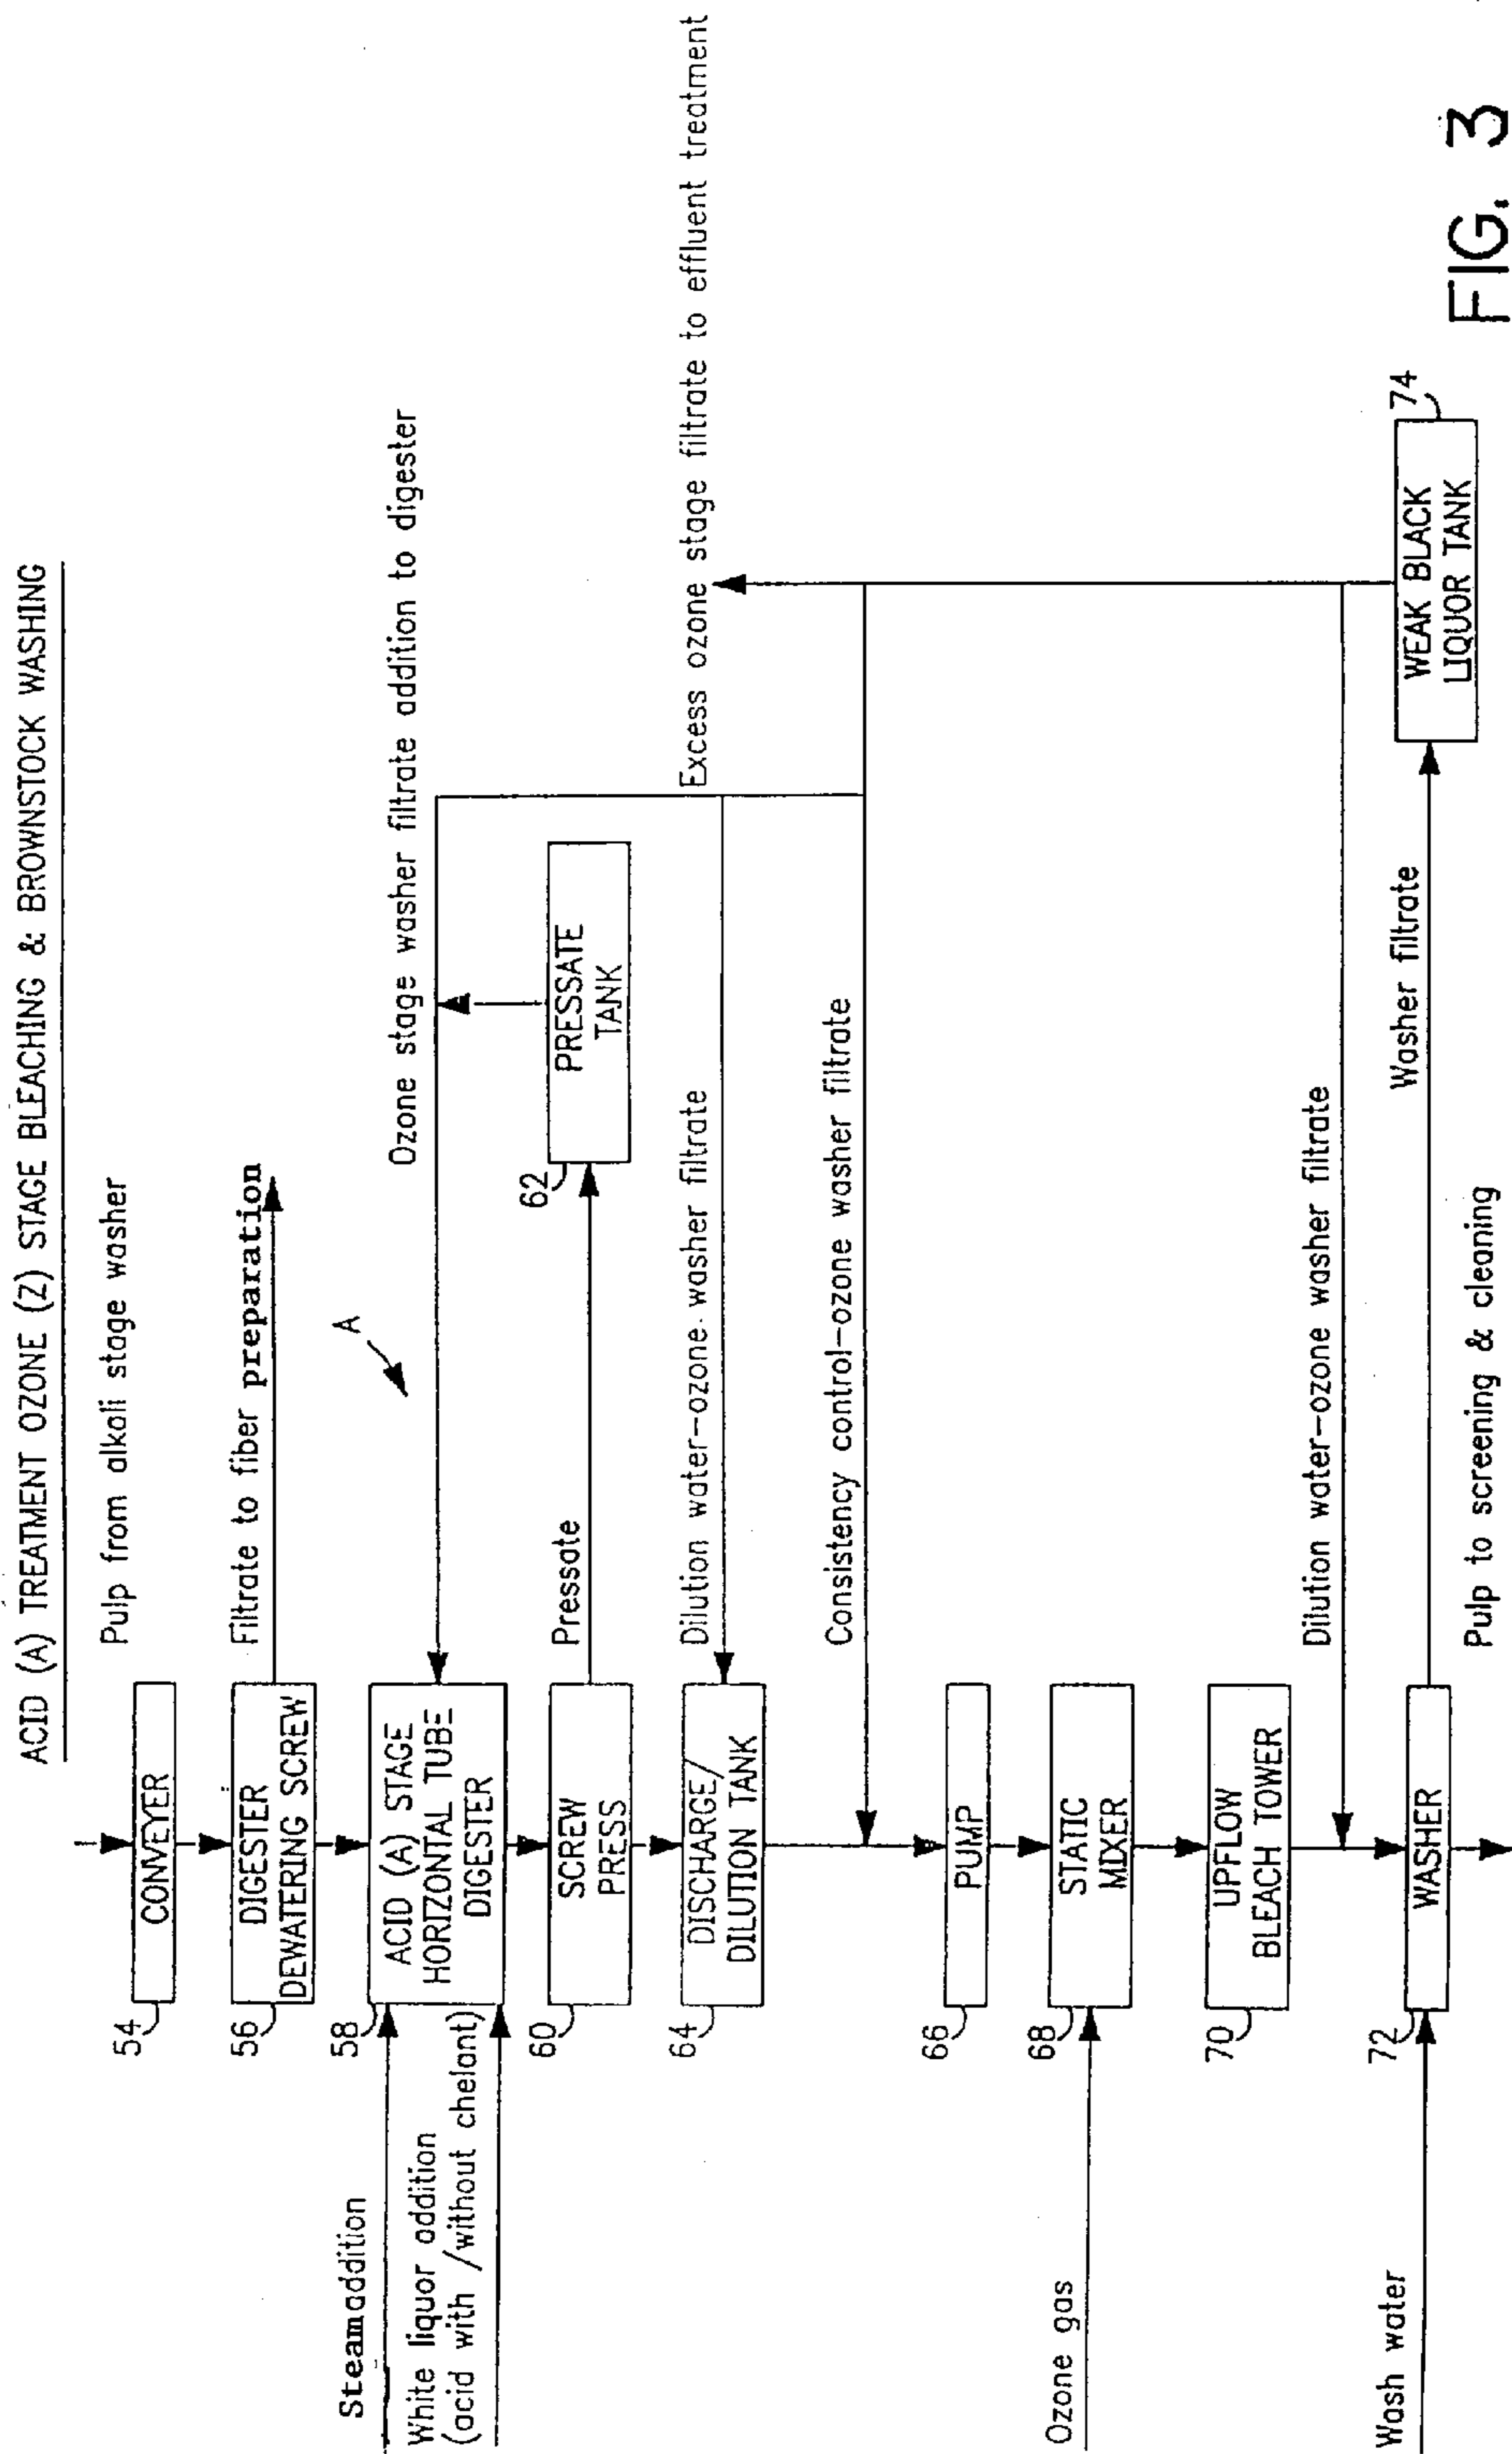 ACID (A) TREATMENT OZONE (Z) STAGE BLEACHING & BROWNSTOCK WASHING
Pulp from alkali stage washer
54
CONVEYER
Filtrate to fiber preparation
56
DIGESTER
DEWATERING SCREW
A
Steam addition
Ozone stage washer filtrate addition to digester
58
ACID (A) STAGE
HORIZONTAL TUBE
DIGESTER
White liquor addition
(acid with /without chelant)
60
SCREW
PRESS
Pressate
62
PRESSATE
TANK
64
DISCHARGE/
DILUTION TANK
Dilution water-ozone washer filtrate
Excess ozone stage filtrate to effluent treatment
Consistency control-ozone washer filtrate
66
PUMP
Ozone gas
68
STATIC
MIXER
70
UPFLOW
BLEACH TOWER
Dilution water-ozone washer filtrate
Wash water
72
WASHER
Washer filtrate
WEAK BLACK
LIQUOR TANK
74
Pulp to screening & cleaning
FIG. 3